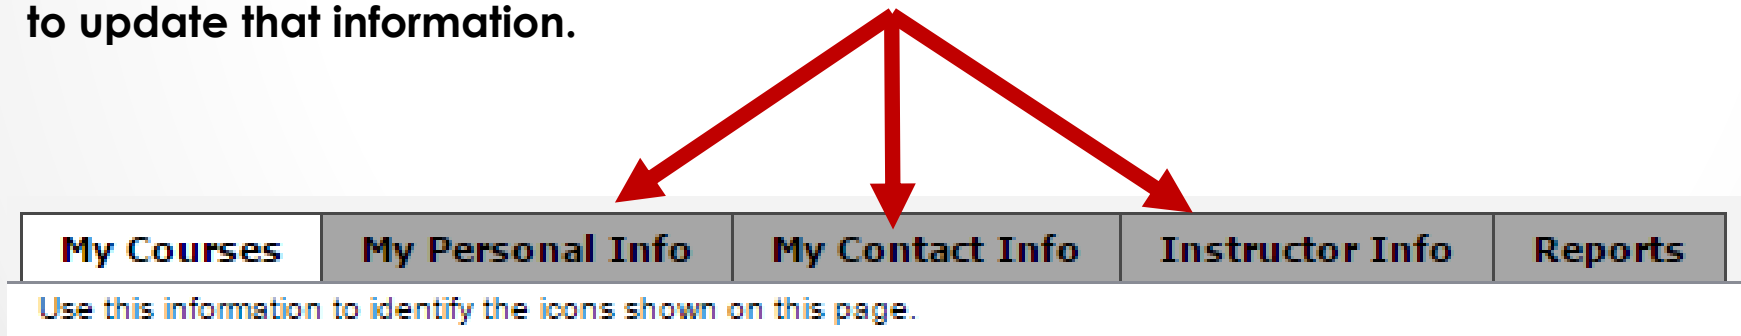 to update that information.
My Courses My Personal Info My Contact Info Instructor Info Reports
Use this information to identify the icons shown on this page.